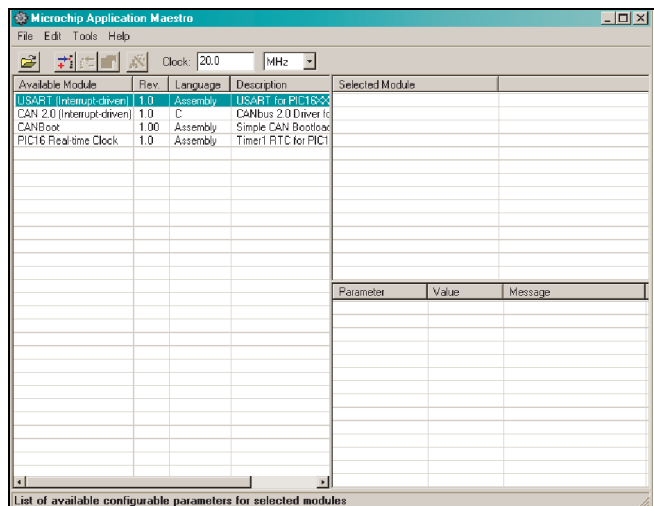 Microchip Application Maestro
File Edit Tools Help
Clock: 20.0 MHz
Available Module Rev. Language Description Selected Module
USART (Interrupt-driven) 1.0 Assembly USART for PIC16XX
CAN 2.0 (Interrupt-driven) 1.0 C CANbus 2.0 Driver fo
CANBoot 1.00 Assembly Simple CAN Bootloac
PIC16 Real-time Clock 1.0 Assembly Timer1 RTC for PIC1
Parameter Value Message
List of available configurable parameters for selected modules